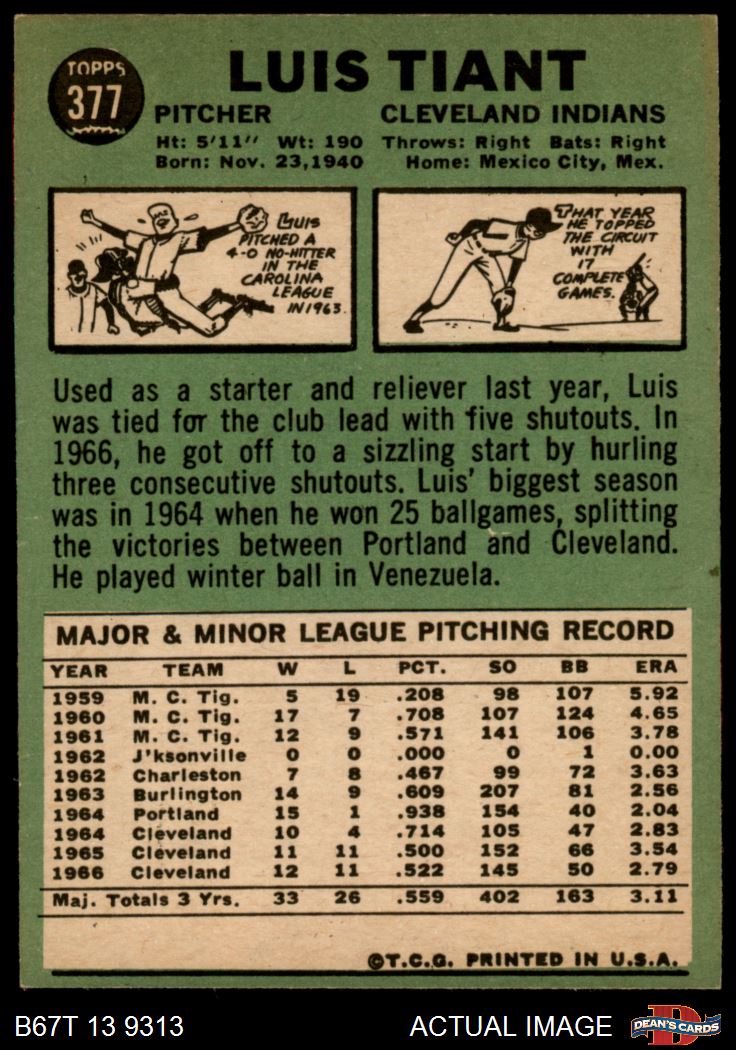 TOPPS
377
LUIS TIANT
PITCHER CLEVELAND INDIANS
Ht: 5'11" Wt: 190 Throws: Right Bats: Right
Born: Nov. 23, 1940 Home: Mexico City, Mex.
LUIS
PITCHED A
4-0 NO-HITTER
IN THE
CAROLINA
LEAGUE
IN 1963.
THAT YEAR
HE TOPPED
THE CIRCUIT
WITH
17
COMPLETE
GAMES.
Used as a starter and reliever last year, Luis
was tied for the club lead with five shutouts. In
1966, he got off to a sizzling start by hurling
three consecutive shutouts. Luis' biggest season
was in 1964 when he won 25 ballgames, splitting
the victories between Portland and Cleveland.
He played winter ball in Venezuela.
MAJOR & MINOR LEAGUE PITCHING RECORD
YEAR TEAM W L PCT. SO BB ERA
1959 M. C. Tig. 5 19 .208 98 107 5.92
1960 M. C. Tig. 17 7 .708 107 124 4.65
1961 M. C. Tig. 12 9 .571 141 106 3.78
1962 J'ksonville 0 0 .000 0 1 0.00
1962 Charleston 7 8 .467 99 72 3.63
1963 Burlington 14 9 .609 207 81 2.56
1964 Portland 15 1 .938 154 40 2.04
1964 Cleveland 10 4 .714 105 47 2.83
1965 Cleveland 11 11 .500 152 66 3.54
1966 Cleveland 12 11 .522 145 50 2.79
Maj. Totals 3 Yrs. 33 26 .559 402 163 3.11
©T.C.G. PRINTED IN U.S.A.
B67T 13 9313 ACTUAL IMAGE
D
DEAN'S CARDS